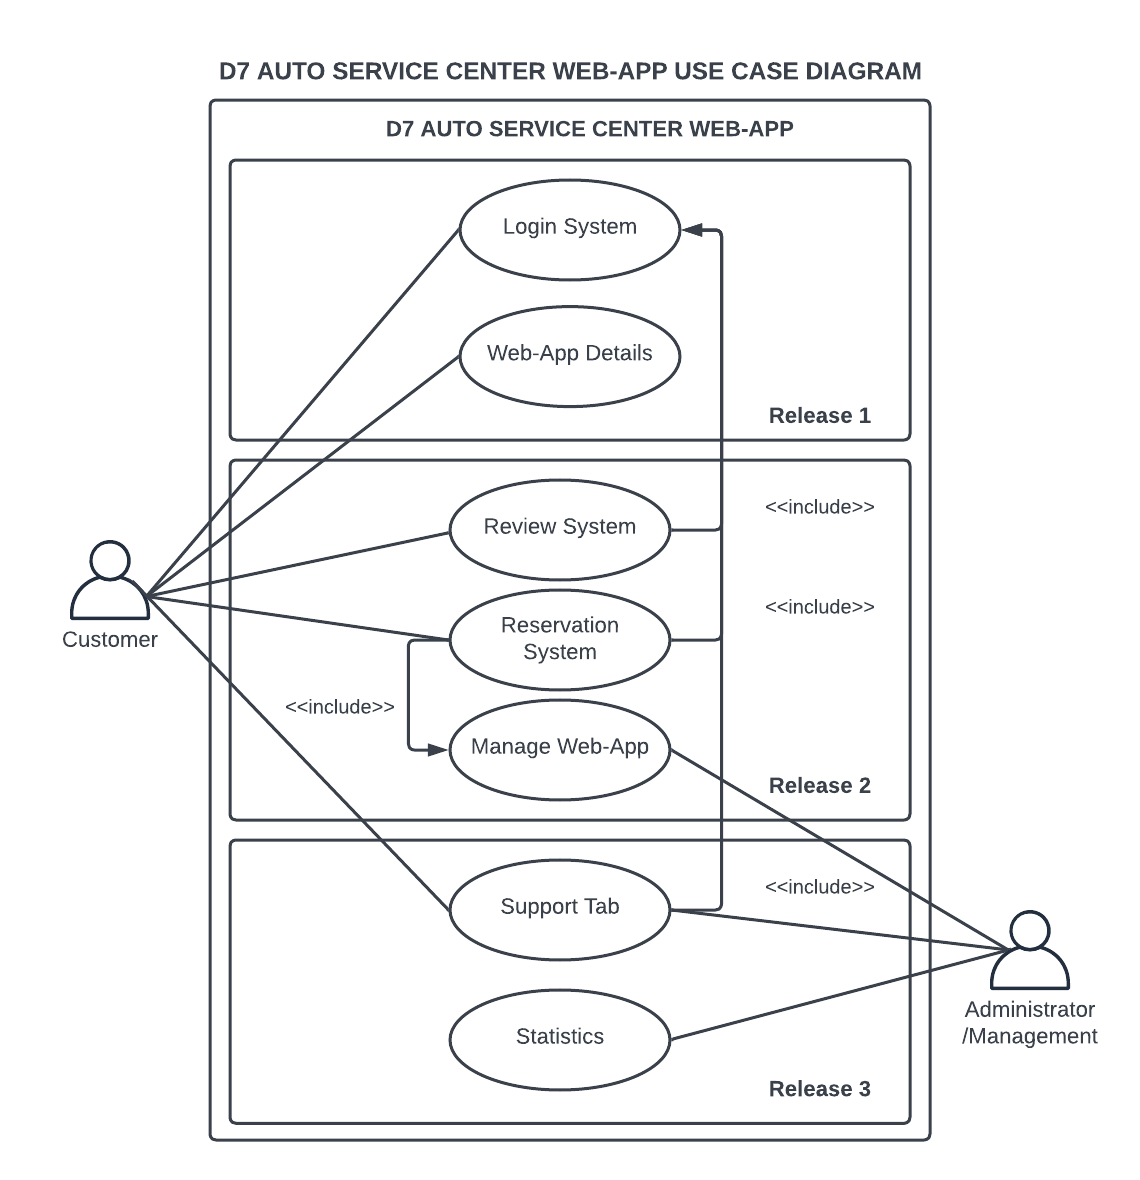 D7 AUTO SERVICE CENTER WEB-APP USE CASE DIAGRAM
D7 AUTO SERVICE CENTER WEB-APP
Login System
Web-App Details
Release 1
<<include>>
Review System
<<include>>
Reservation
System
Customer
<<include>>
Manage Web-App
Release 2
<<include>>
Support Tab
Administrator
/Management
Statistics
Release 3